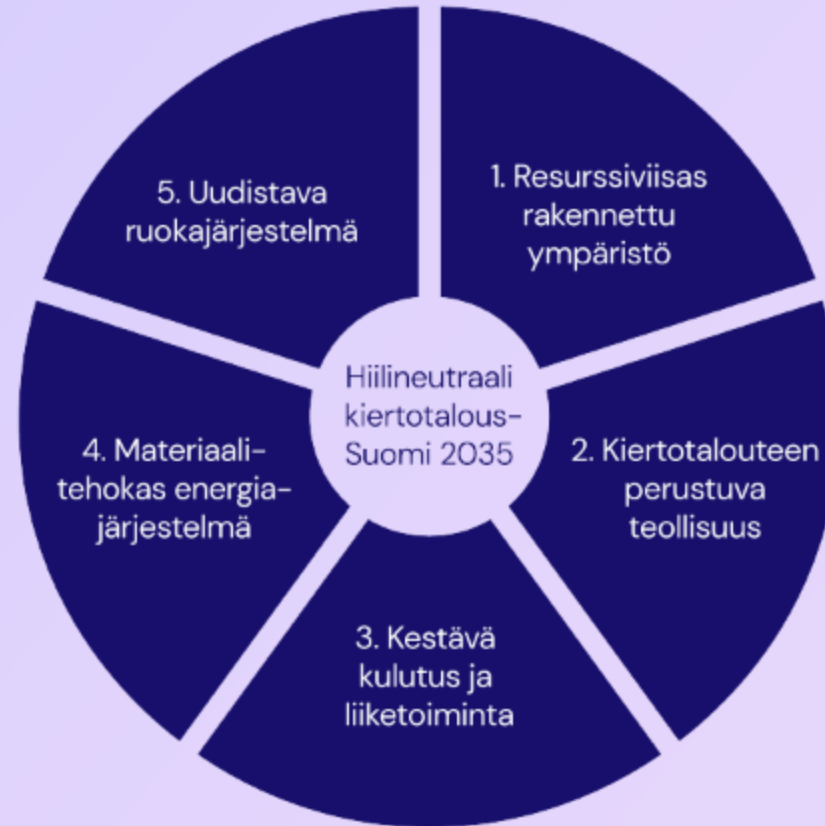 1. Resurssiviisas
rakennettu
ympäristö
2. Kiertotalouteen
perustuva
teollisuus
3. Kestävä
kulutus ja
liiketoiminta
4. Materiaali-
tehokas energia-
järjestelmä
5. Uudistava
ruokajärjestelmä
Hiilineutraali
kiertotalous-
Suomi 2035